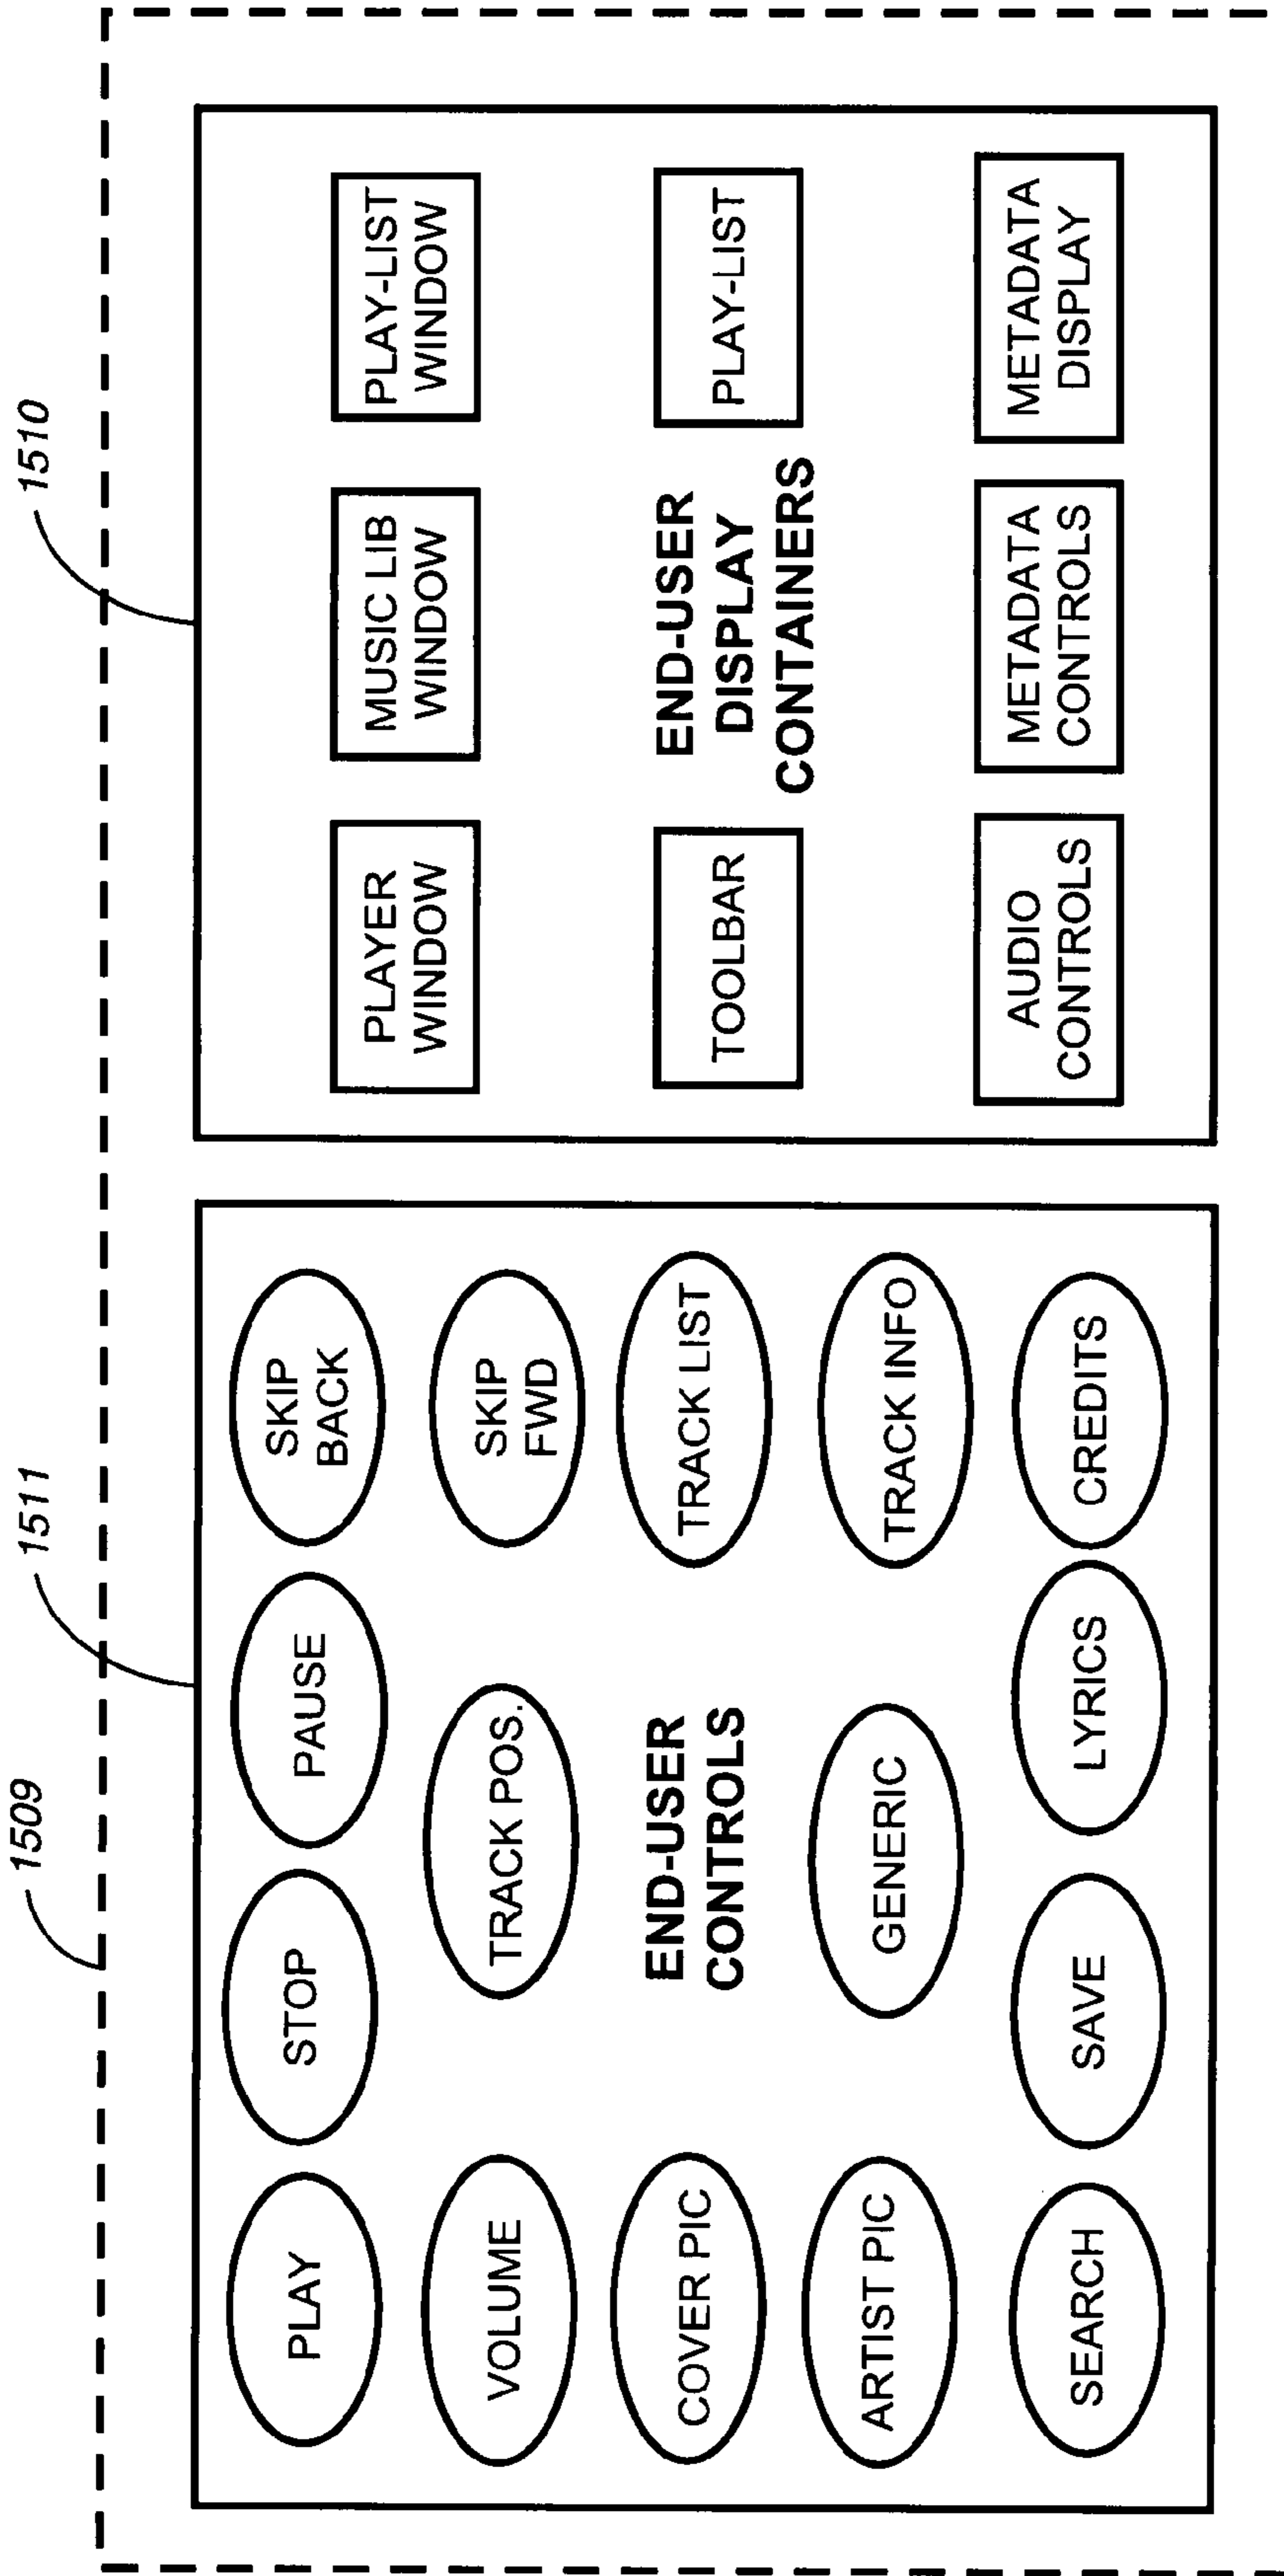 1509
1511
1510
PLAY
STOP
PAUSE
SKIP
BACK
VOLUME
TRACK POS.
SKIP
FWD
COVER PIC
END-USER
CONTROLS
TRACK LIST
ARTIST PIC
GENERIC
TRACK INFO
SEARCH
SAVE
LYRICS
CREDITS
PLAYER
WINDOW
MUSIC LIB
WINDOW
PLAY-LIST
WINDOW
TOOLBAR
END-USER
DISPLAY
CONTAINERS
PLAY-LIST
AUDIO
CONTROLS
METADATA
CONTROLS
METADATA
DISPLAY